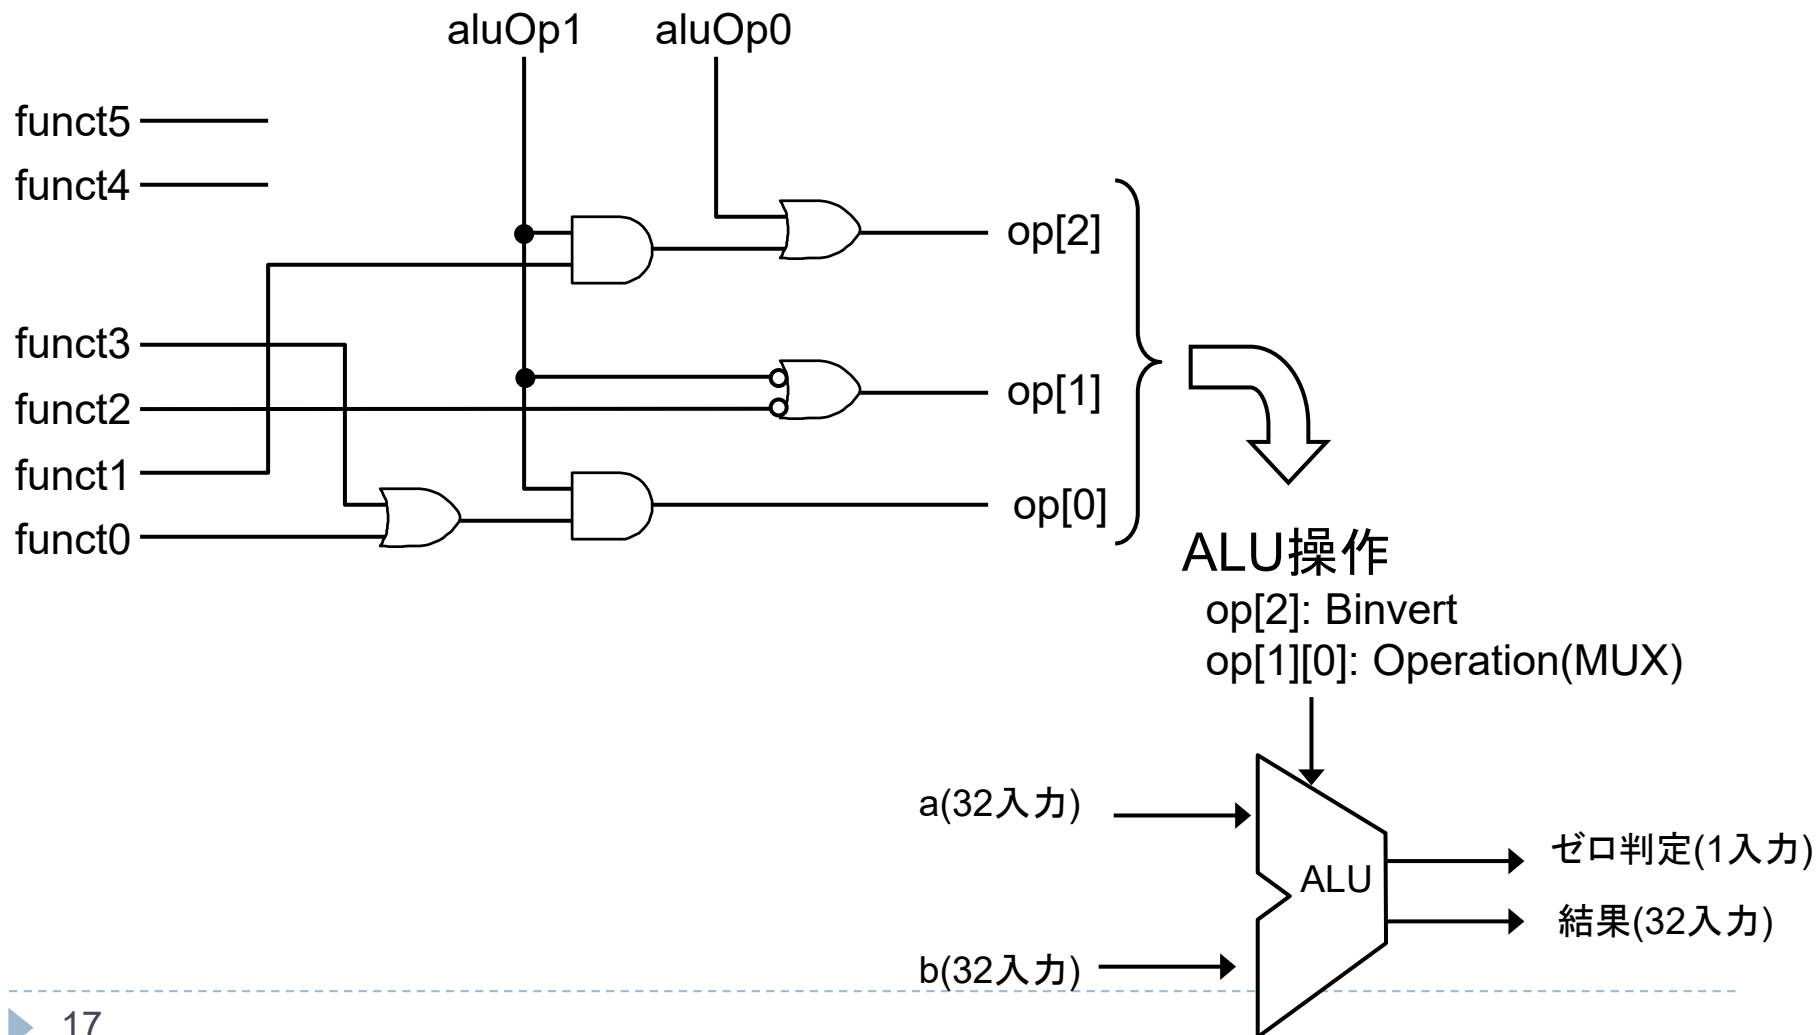 aluOp1 aluOp0
funct5
funct4
op[2]
funct3
op[1]
funct2
funct1
op[0]
funct0
ALU操作
op[2]: Binvert
op[1][0]: Operation(MUX)
a(32入力)
ゼロ判定(1入力)
ALU
結果(32入力)
b(32入力)
17